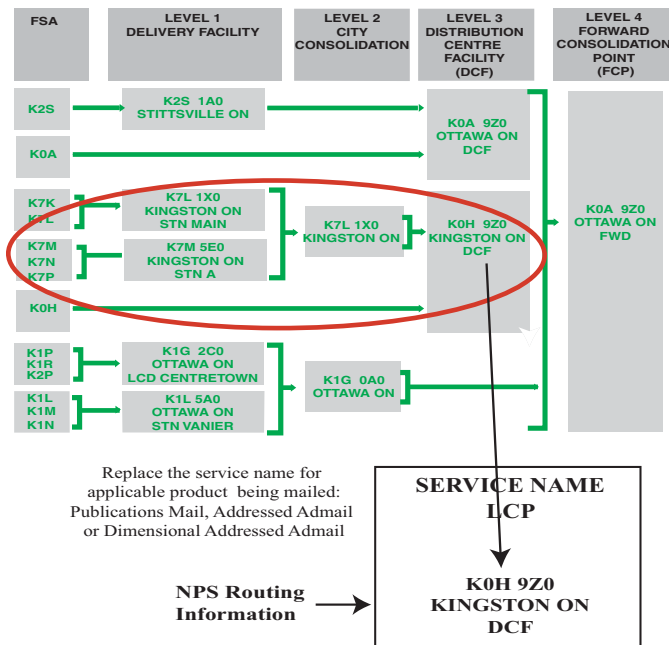 FSA
LEVEL 1
DELIVERY FACILITY
LEVEL 2
CITY
CONSOLIDATION
LEVEL 3
DISTRIBUTION
CENTRE
FACILITY
(DCF)
LEVEL 4
FORWARD
CONSOLIDATION
POINT
(FCP)
K2S
K2S 1A0
STITTSVILLE ON
K0A
K0A 9Z0
OTTAWA ON
DCF
K7K
K7L
K7L 1X0
KINGSTON ON
STN MAIN
K7M
K7N
K7P
K7M 5E0
KINGSTON ON
STN A
K7L 1X0
KINGSTON ON
K0H 9Z0
KINGSTON ON
DCF
K0H
K0A 9Z0
OTTAWA ON
FWD
K1P
K1R
K2P
K1G 2C0
OTTAWA ON
LCD CENTRETOWN
K1L
K1M
K1N
K1L 5A0
OTTAWA ON
STN VANIER
K1G 0A0
OTTAWA ON
Replace the service name for
applicable product being mailed:
Publications Mail, Addressed Admail
or Dimensional Addressed Admail
SERVICE NAME
LCP
NPS Routing
Information
K0H 9Z0
KINGSTON ON
DCF